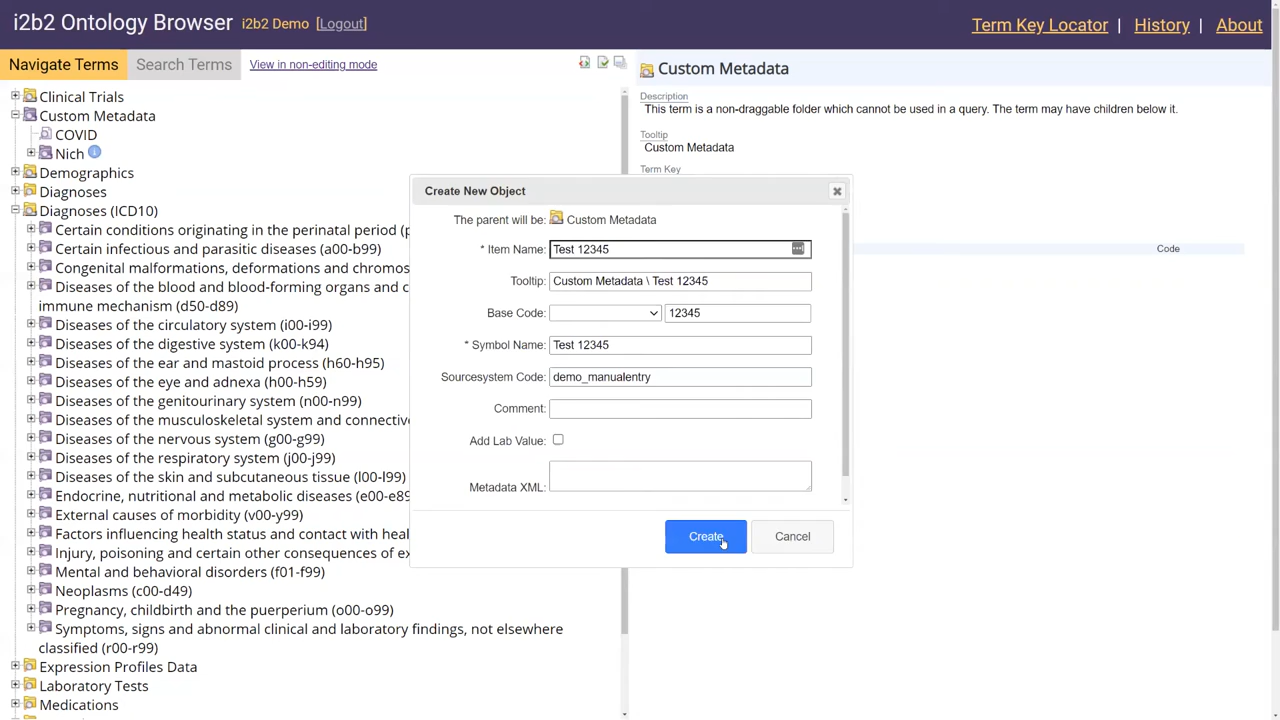 i2b2 Ontology Browser i2b2 Demo [Logout] Term Key Locator | History | About
Navigate Terms Search Terms View in non-editing mode
Clinical Trials
Custom Metadata
COVID
Nich
Demographics
Diagnoses
Diagnoses (ICD10)
Certain conditions originating in the perinatal period (p
Certain infectious and parasitic diseases (a00-b99)
Congenital malformations, deformations and chromos
Diseases of the blood and blood-forming organs and c
immune mechanism (d50-d89)
Diseases of the circulatory system (i00-i99)
Diseases of the digestive system (k00-k94)
Diseases of the ear and mastoid process (h60-h95)
Diseases of the eye and adnexa (h00-h59)
Diseases of the genitourinary system (n00-n99)
Diseases of the musculoskeletal system and connectiv
Diseases of the nervous system (g00-g99)
Diseases of the respiratory system (j00-j99)
Diseases of the skin and subcutaneous tissue (l00-l99)
Endocrine, nutritional and metabolic diseases (e00-e89
External causes of morbidity (v00-y99)
Factors influencing health status and contact with heal
Injury, poisoning and certain other consequences of ex
Mental and behavioral disorders (f01-f99)
Neoplasms (c00-d49)
Pregnancy, childbirth and the puerperium (o00-o99)
Symptoms, signs and abnormal clinical and laboratory findings, not elsewhere
classified (r00-r99)
Expression Profiles Data
Laboratory Tests
Medications
Custom Metadata
Description
This term is a non-draggable folder which cannot be used in a query. The term may have children below it.
Tooltip
Custom Metadata
Term Key
Code
Create New Object
The parent will be: Custom Metadata
* Item Name: Test 12345
Tooltip: Custom Metadata \ Test 12345
Base Code: 12345
* Symbol Name: Test 12345
Sourcesystem Code: demo_manualentry
Comment:
Add Lab Value:
Metadata XML:
Create Cancel